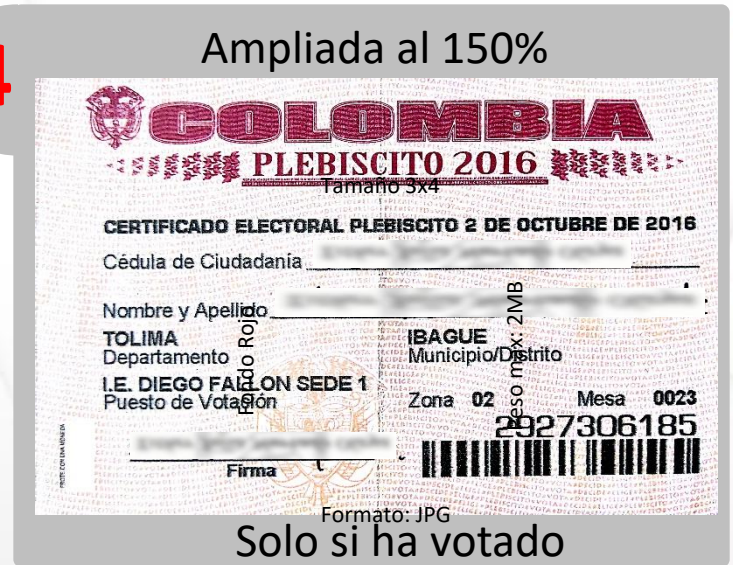 4
Ampliada al 150%
COLOMBIA
PLEBISCITO 2016
Tamaño 3x4
CERTIFICADO ELECTORAL PLEBISCITO 2 DE OCTUBRE DE 2016
Cédula de Ciudadanía
Nombre y Apellido
Fondo Rojo
Peso máx: 2MB
TOLIMA
IBAGUE
Departamento
Municipio/Distrito
I.E. DIEGO FALLON SEDE 1
Puesto de Votación
Zona 02 Mesa 0023
2927306185
Firma
Formato: JPG
Solo si ha votado